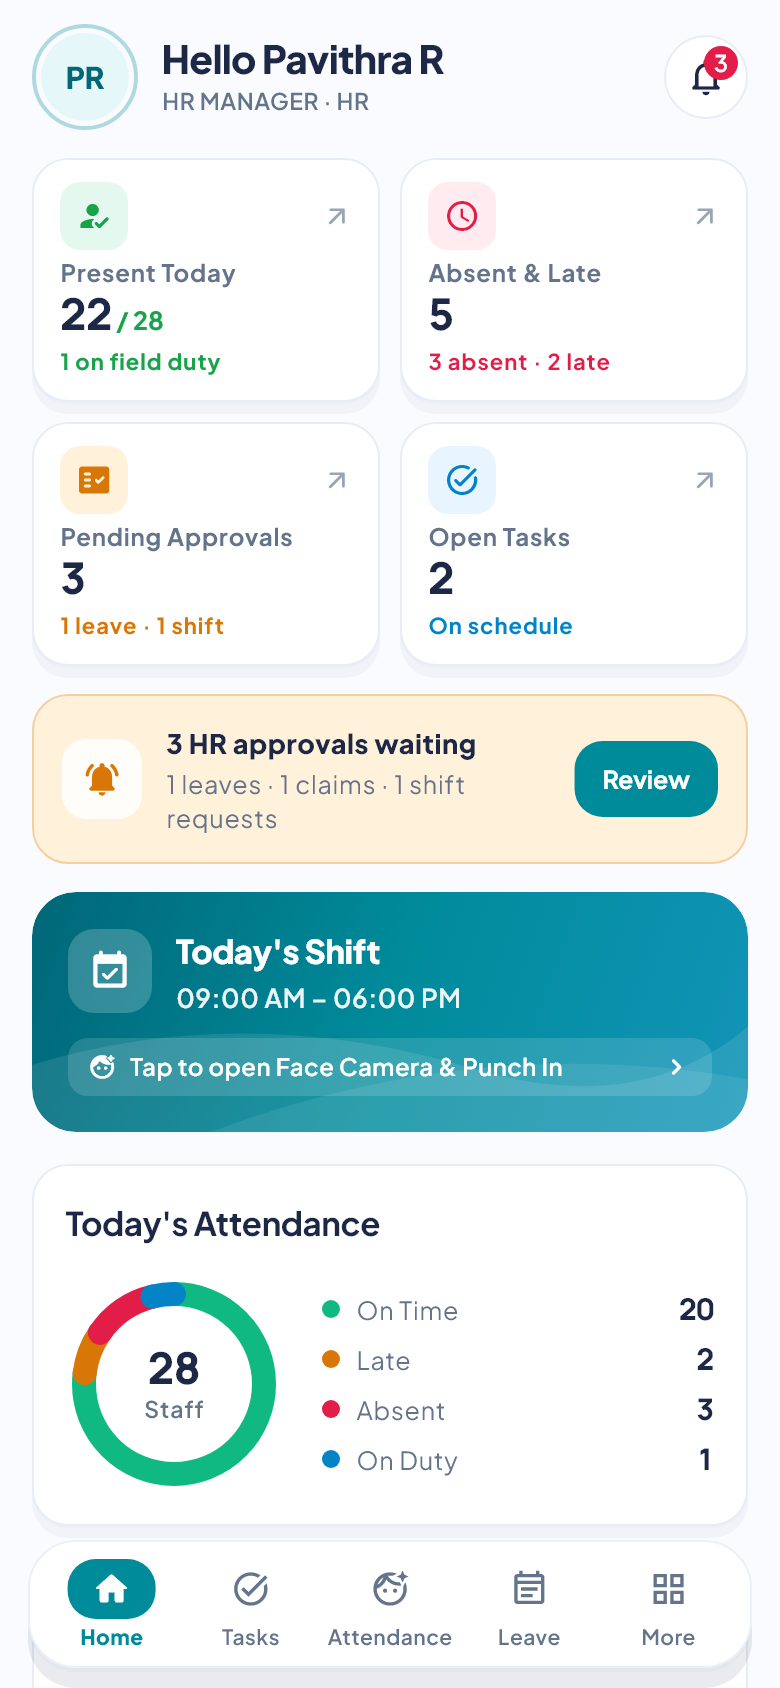 PR
Hello Pavithra R
HR MANAGER · HR
3
Present Today
22 / 28
1 on field duty
Absent & Late
5
3 absent · 2 late
Pending Approvals
3
1 leave · 1 shift
Open Tasks
2
On schedule
3 HR approvals waiting
1 leaves · 1 claims · 1 shift
requests
Review
Today's Shift
09:00 AM – 06:00 PM
Tap to open Face Camera & Punch In
Today's Attendance
28
Staff
On Time 20
Late 2
Absent 3
On Duty 1
Home
Tasks
Attendance
Leave
More